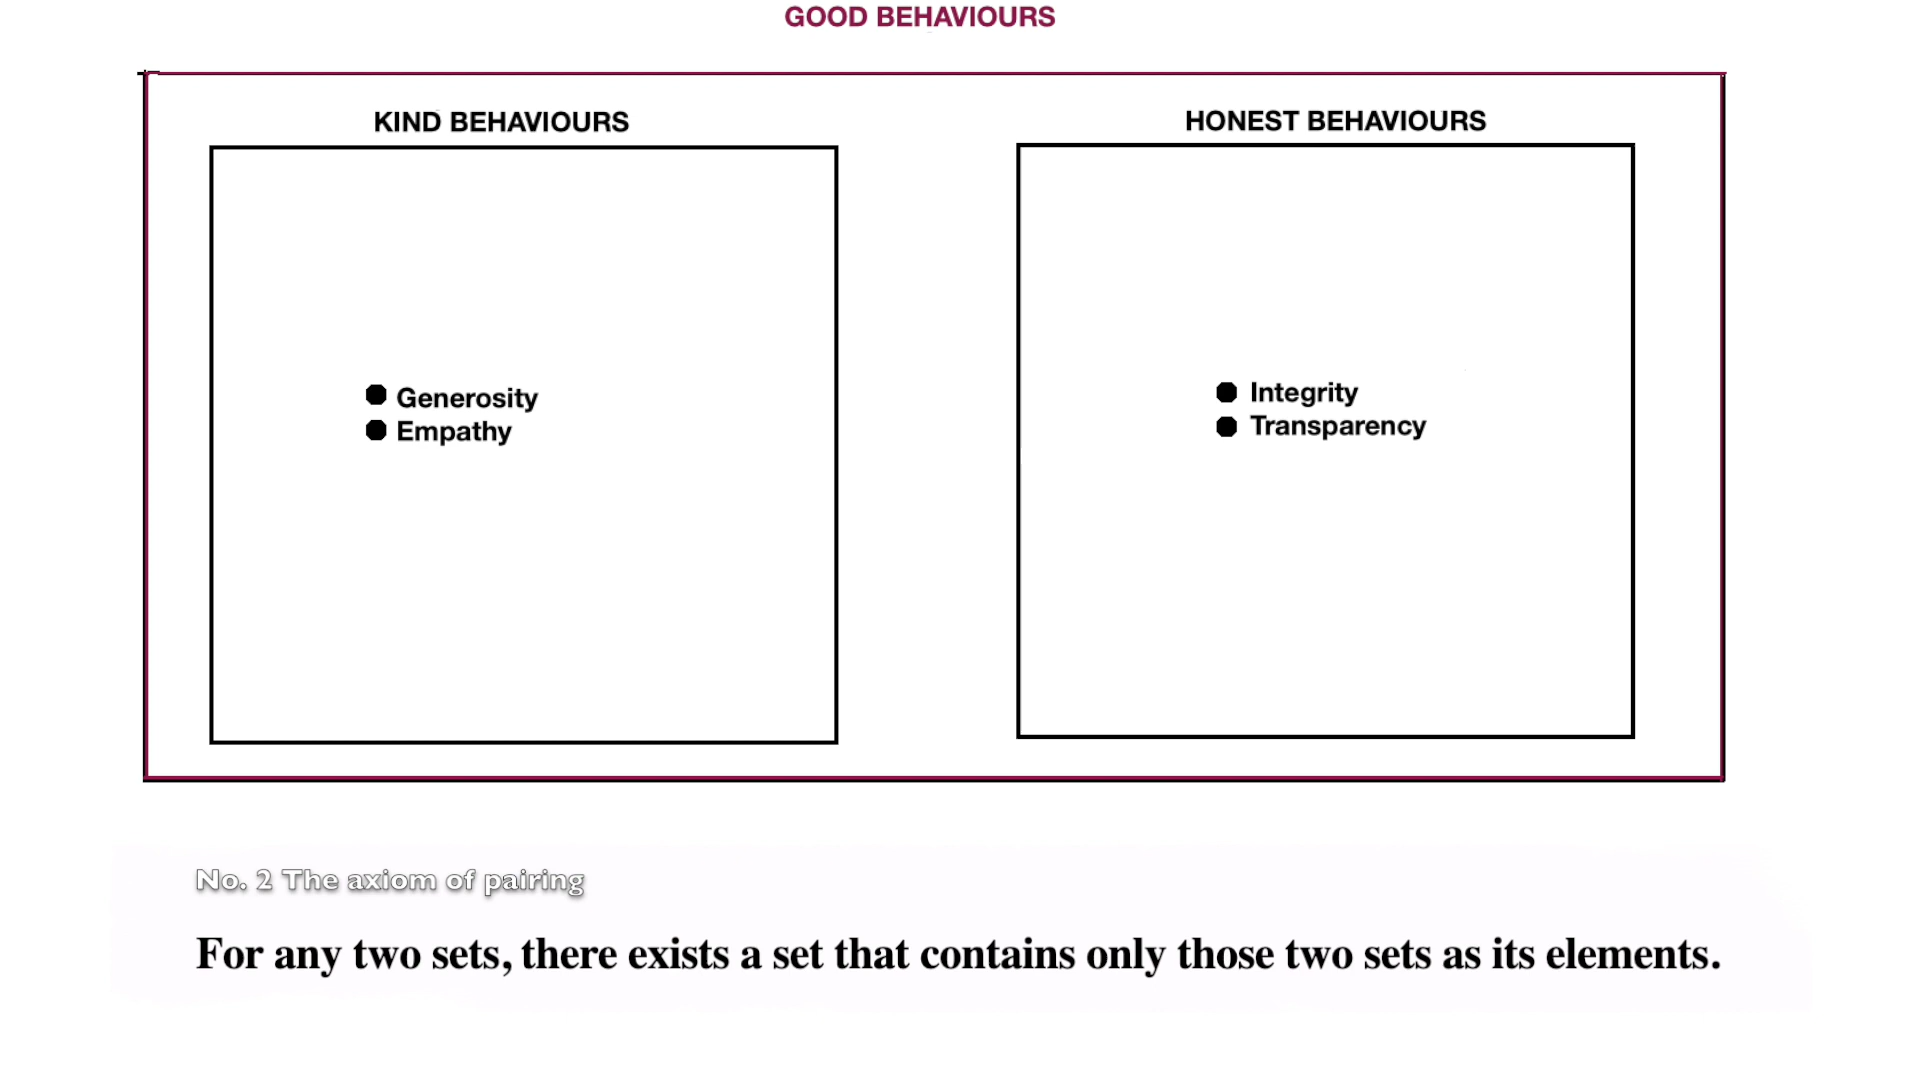 GOOD BEHAVIOURS
KIND BEHAVIOURS
HONEST BEHAVIOURS
Generosity
Empathy
Integrity
Transparency
No. 2 The axiom of pairing
For any two sets, there exists a set that contains only those two sets as its elements.